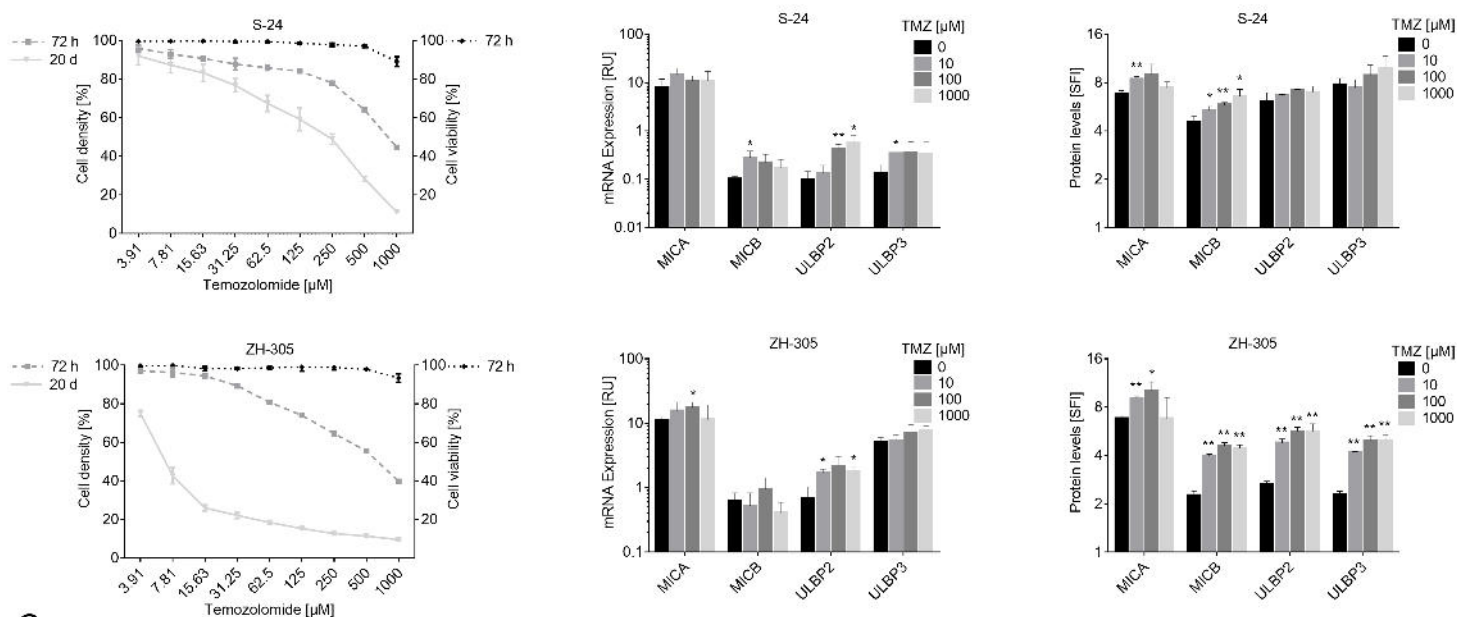 S-24
72 h
20 d
72 h
Cell density [%]
100
80
60
40
20
0
100
80
60
40
20
Cell viability [%]
3.91
7.81
15.63
31.25
62.5
125
250
500
1000
Temozolomide [µM]
S-24
mRNA Expression [RU]
100
10
1
0.1
0.01
MICA
MICB
ULBP2
ULBP3
TMZ [µM]
0
10
100
1000
*
**
*
*
S-24
Protein levels [SFI]
16
8
4
2
1
MICA
MICB
ULBP2
ULBP3
TMZ [µM]
0
10
100
1000
**
*
**
*
ZH-305
72 h
20 d
72 h
Cell density [%]
100
80
60
40
20
0
100
80
60
40
20
Cell viability [%]
3.91
7.81
15.63
31.25
62.5
125
250
500
1000
Temozolomide [µM]
ZH-305
mRNA Expression [RU]
100
10
1
0.1
MICA
MICB
ULBP2
ULBP3
TMZ [µM]
0
10
100
1000
*
*
*
ZH-305
Protein levels [SFI]
16
8
4
2
1
MICA
MICB
ULBP2
ULBP3
TMZ [µM]
0
10
100
1000
**
*
**
**
**
**
**
**
**
**
**